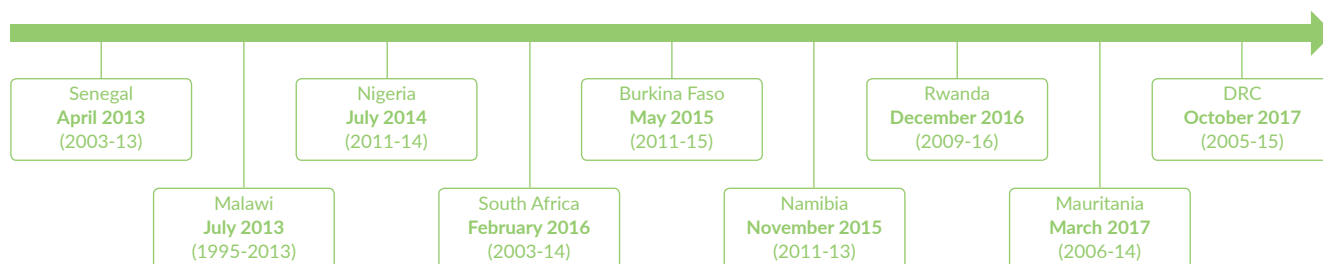 Senegal
April 2013
(2003-13)
Malawi
July 2013
(1995-2013)
Nigeria
July 2014
(2011-14)
South Africa
February 2016
(2003-14)
Burkina Faso
May 2015
(2011-15)
Namibia
November 2015
(2011-13)
Rwanda
December 2016
(2009-16)
Mauritania
March 2017
(2006-14)
DRC
October 2017
(2005-15)